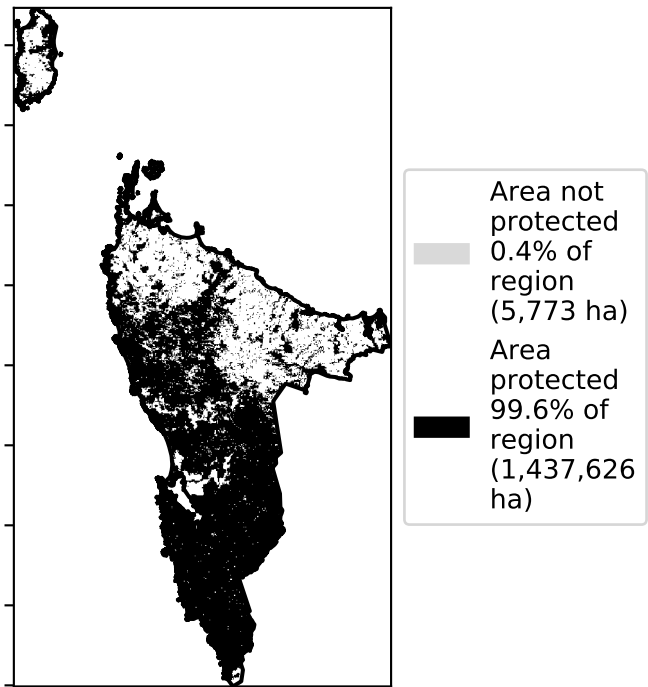 Area not
protected
0.4% of
region
(5,773 ha)
Area
protected
99.6% of
region
(1,437,626
ha)